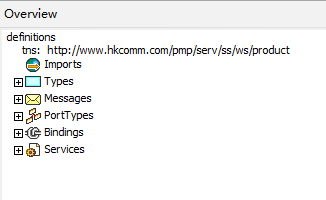 Overview
definitions
tns: http://www.hkcomm.com/pmp/serv/ss/ws/product
Imports
Types
Messages
PortTypes
Bindings
Services